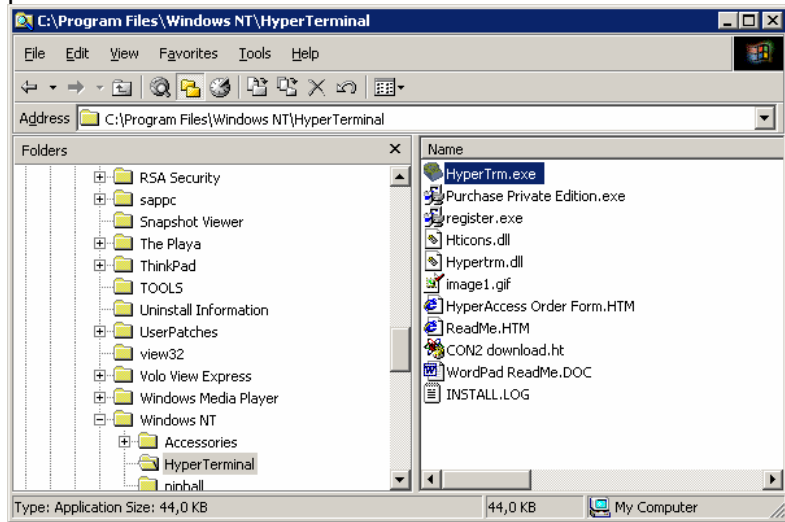 C:\Program Files\Windows NT\HyperTerminal
File Edit View Favorites Tools Help
Address C:\Program Files\Windows NT\HyperTerminal
Folders
RSA Security
sappc
Snapshot Viewer
The Playa
ThinkPad
TOOLS
Uninstall Information
UserPatches
view32
Volo View Express
Windows Media Player
Windows NT
Accessories
HyperTerminal
pinball
Name
HyperTrm.exe
Purchase Private Edition.exe
register.exe
Hticons.dll
Hypertrm.dll
image1.gif
HyperAccess Order Form.HTM
ReadMe.HTM
CON2 download.ht
WordPad ReadMe.DOC
INSTALL.LOG
Type: Application Size: 44,0 KB 44,0 KB My Computer